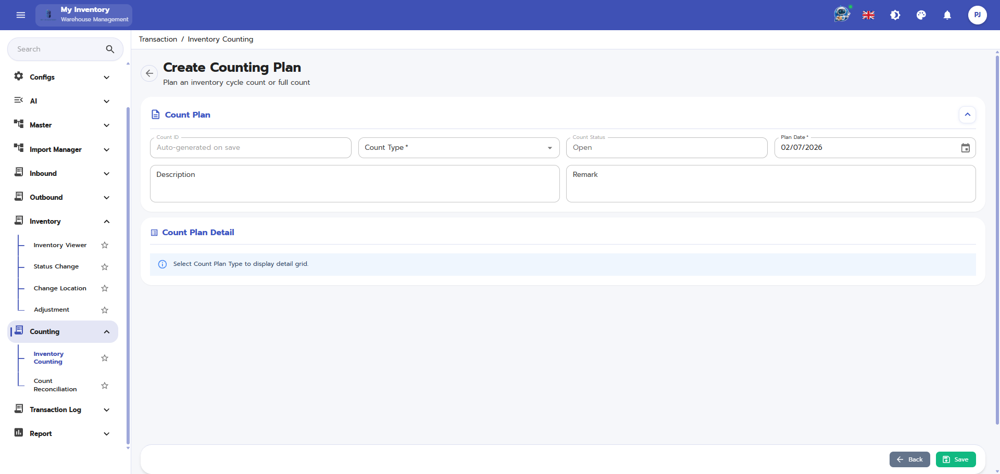 My Inventory
Warehouse Management
PJ
Search
Configs
AI
Master
Import Manager
Inbound
Outbound
Inventory
Inventory Viewer
Status Change
Change Location
Adjustment
Counting
Inventory
Counting
Count
Reconciliation
Transaction Log
Report
Transaction / Inventory Counting
Create Counting Plan
Plan an inventory cycle count or full count
Count Plan
Count ID
Auto-generated on save
Count Type *
Count Status
Open
Plan Date *
02/07/2026
Description
Remark
Count Plan Detail
Select Count Plan Type to display detail grid.
Back
Save